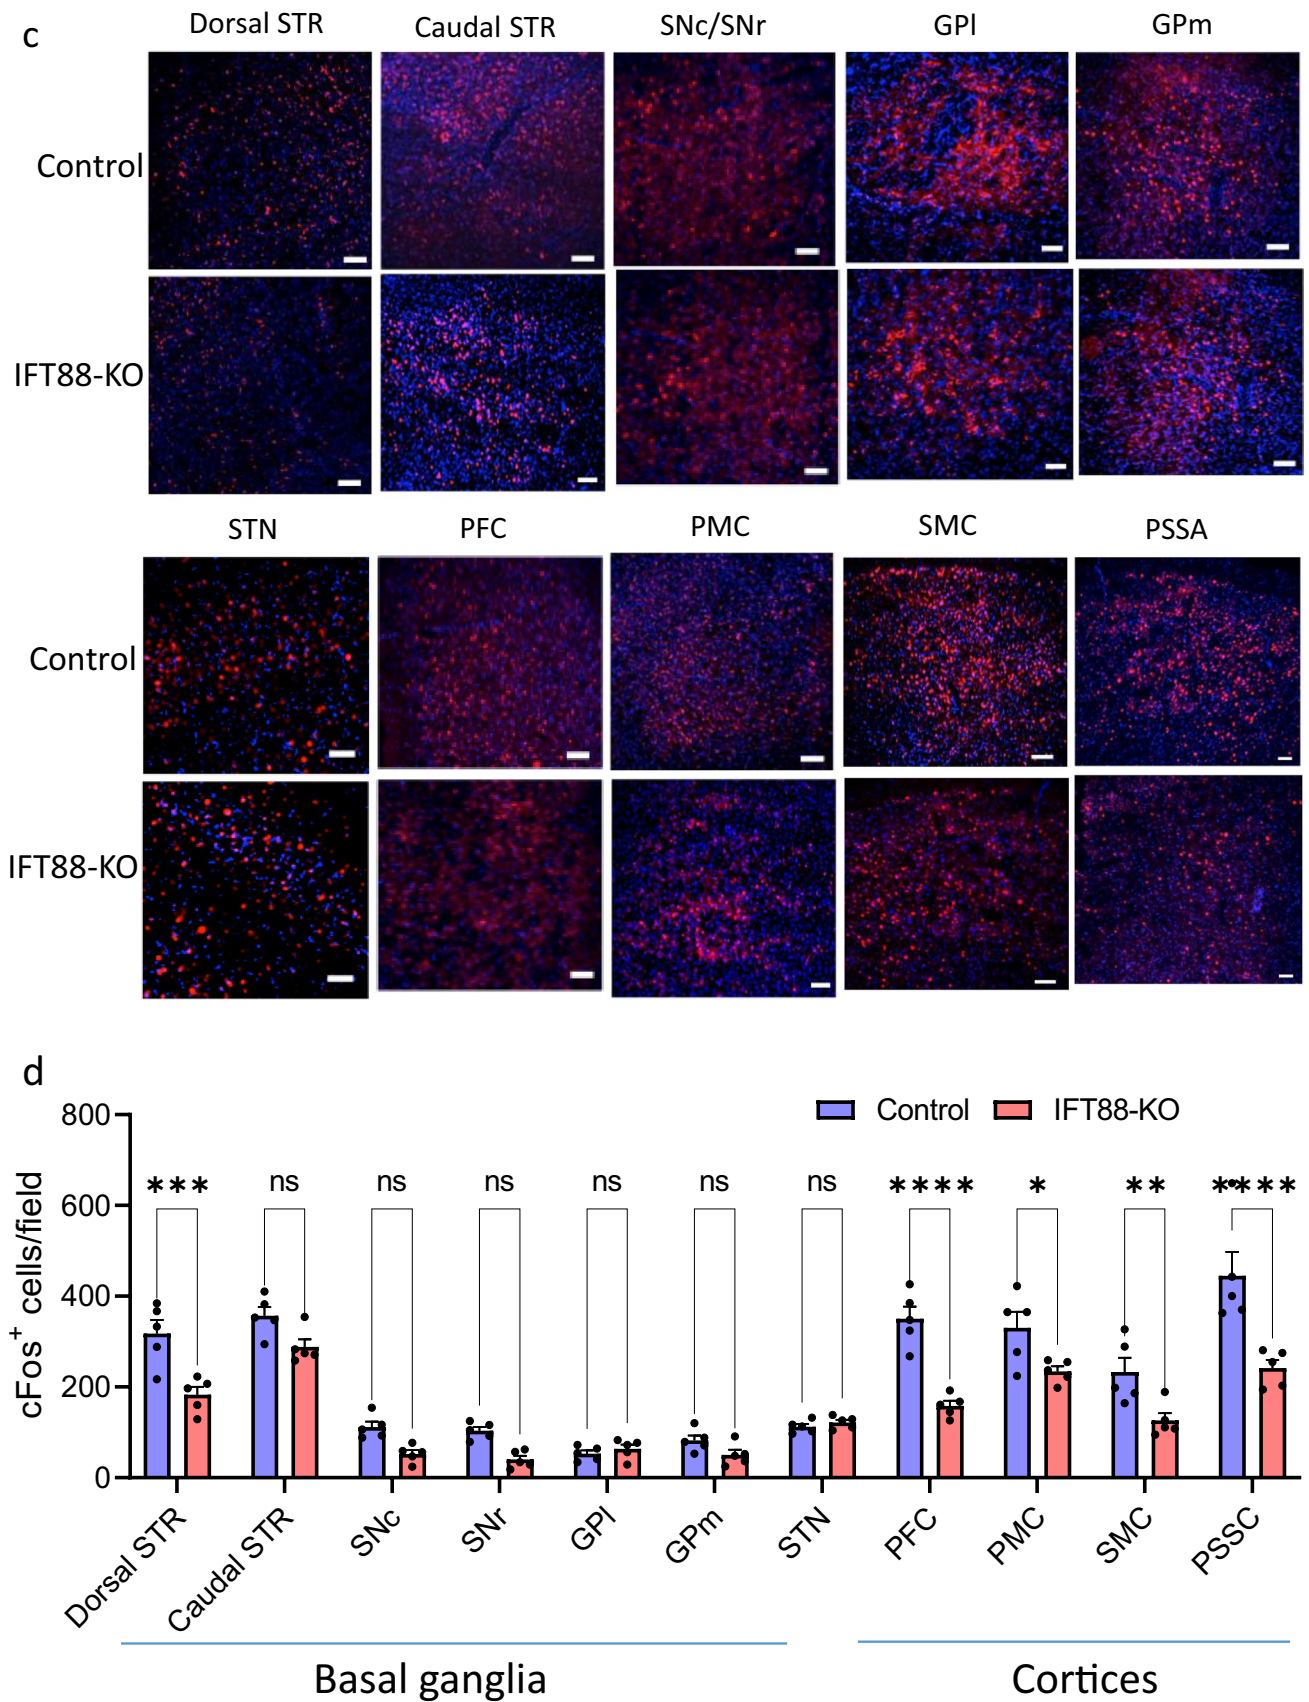 c
Dorsal STR Caudal STR SNc/SNr GPl GPm
Control
IFT88-KO
STN PFC PMC SMC PSSA
Control
IFT88-KO
d
Control IFT88-KO
800
600
400
200
0
cFos+ cells/field
*** ns ns ns ns ns ns **** * ** ****
Dorsal STR Caudal STR SNc SNr GPl GPm STN PFC PMC SMC PSSC
Basal ganglia Cortices